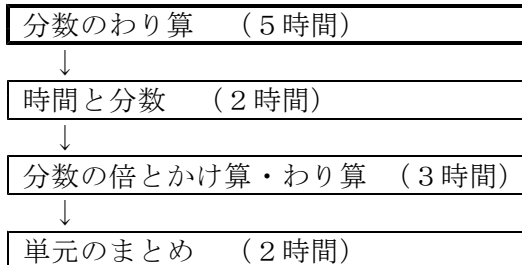 分数のわり算　（５時間）
↓
時間と分数　（２時間）
↓
分数の倍とかけ算・わり算　（３時間）
↓
単元のまとめ　（２時間）